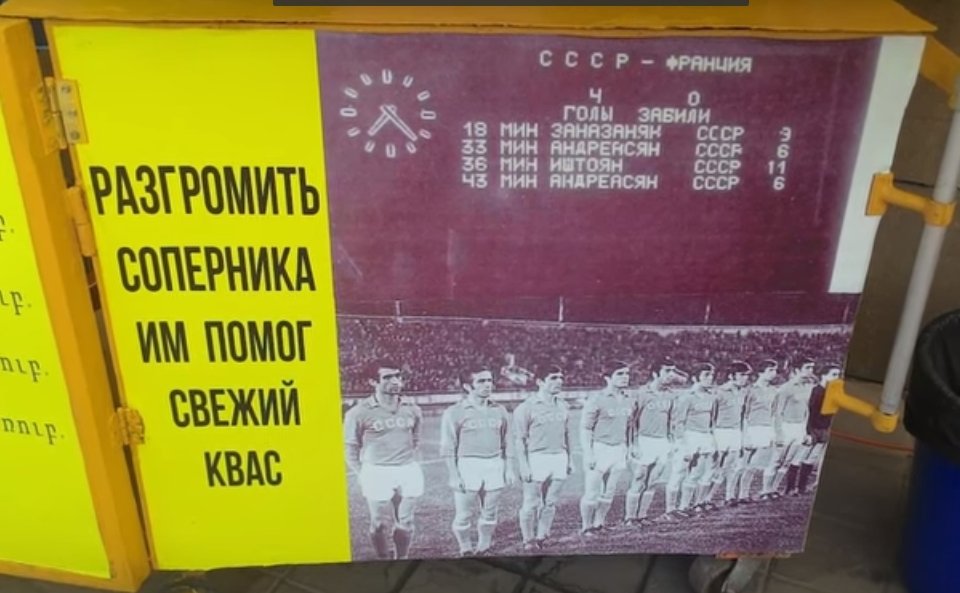 РАЗГРОМИТЬ
СОПЕРНИКА
ИМ ПОМОГ
СВЕЖИЙ
КВАС
С С С Р - ФРАНЦИЯ
4 0
ГОЛЫ ЗАБИЛИ
18 МИН ЗАНАЗАНЯН СССР 9
33 МИН АНДРЕАСЯН СССР 6
36 МИН ИШТОЯН СССР 11
43 МИН АНДРЕАСЯН СССР 6
СССР
СССР